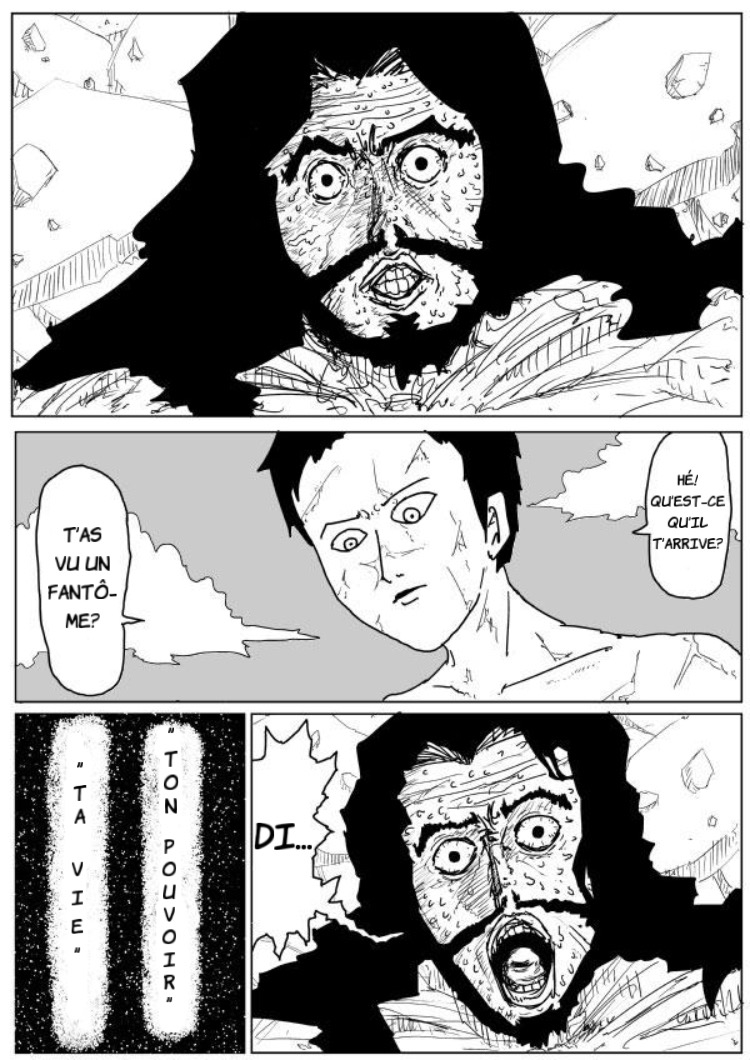 HÉ!
QU'EST-CE
QU'IL
T'ARRIVE?
T'AS
VU UN
FANTÔ-
ME?
DI...
"TON POUVOIR"
"TA VIE"